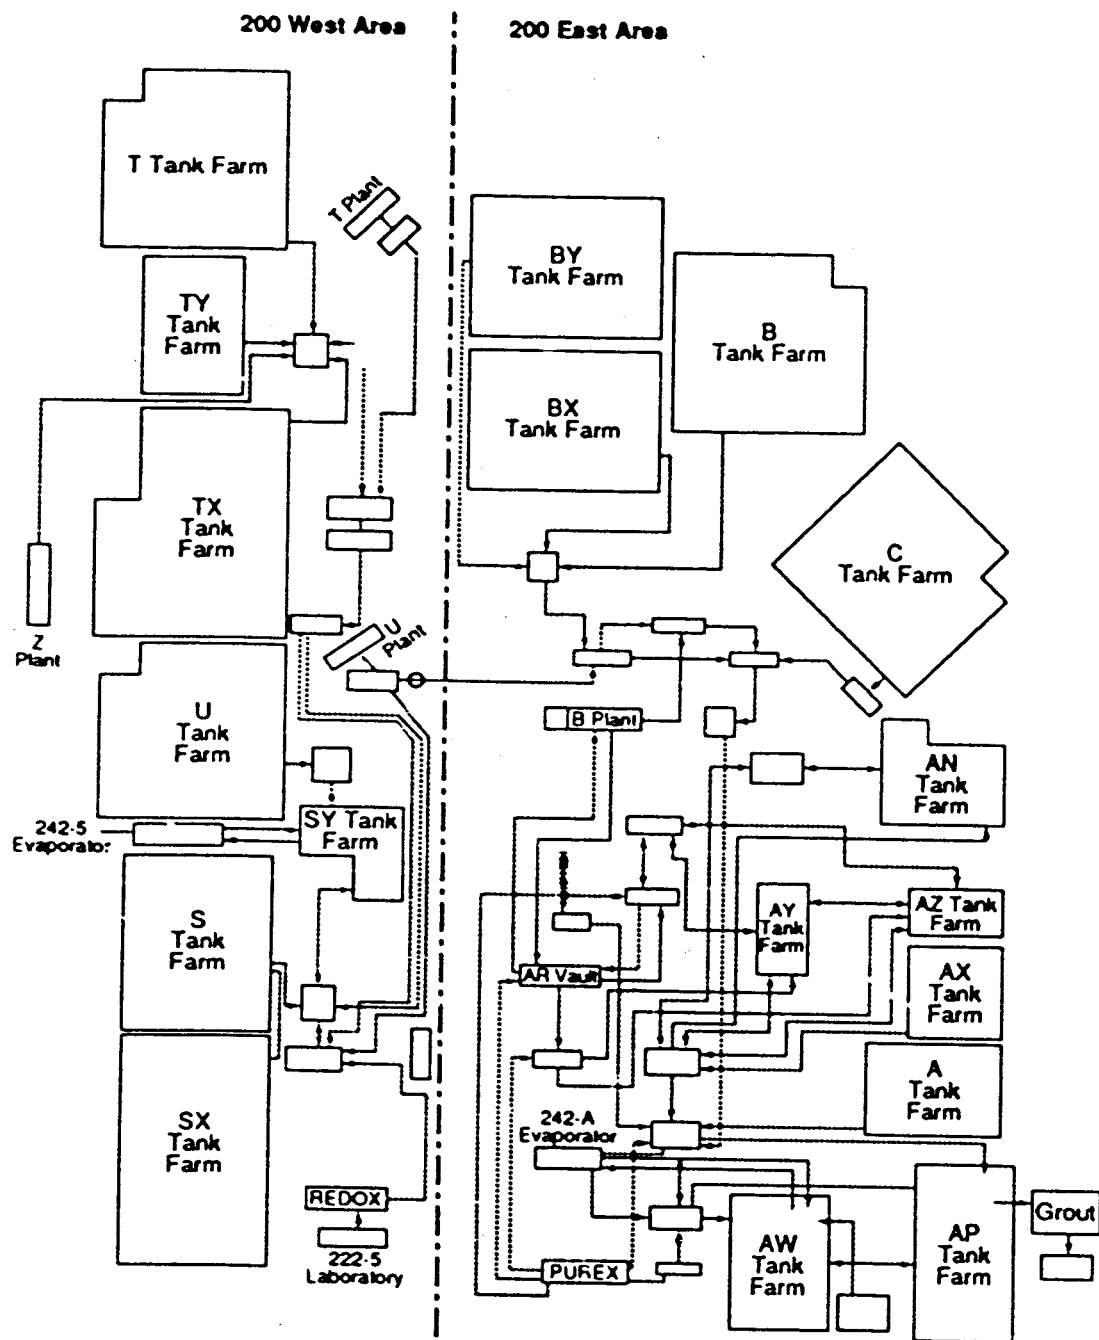 200 West Area
200 East Area
T Tank Farm
T Plant
TY
Tank
Farm
BY
Tank Farm
B
Tank Farm
BX
Tank Farm
TX
Tank
Farm
C
Tank Farm
Z
Plant
U
Plant
U
Tank
Farm
B Plant
AN
Tank
Farm
SY Tank
Farm
242-5
Evaporator
S
Tank
Farm
AY
Tank
Farm
AZ Tank
Farm
AR Vault
AX
Tank
Farm
A
Tank
Farm
SX
Tank
Farm
242-A
Evaporator
REDOX
222-5
Laboratory
PUREX
AW
Tank
Farm
AP
Tank
Farm
Grout